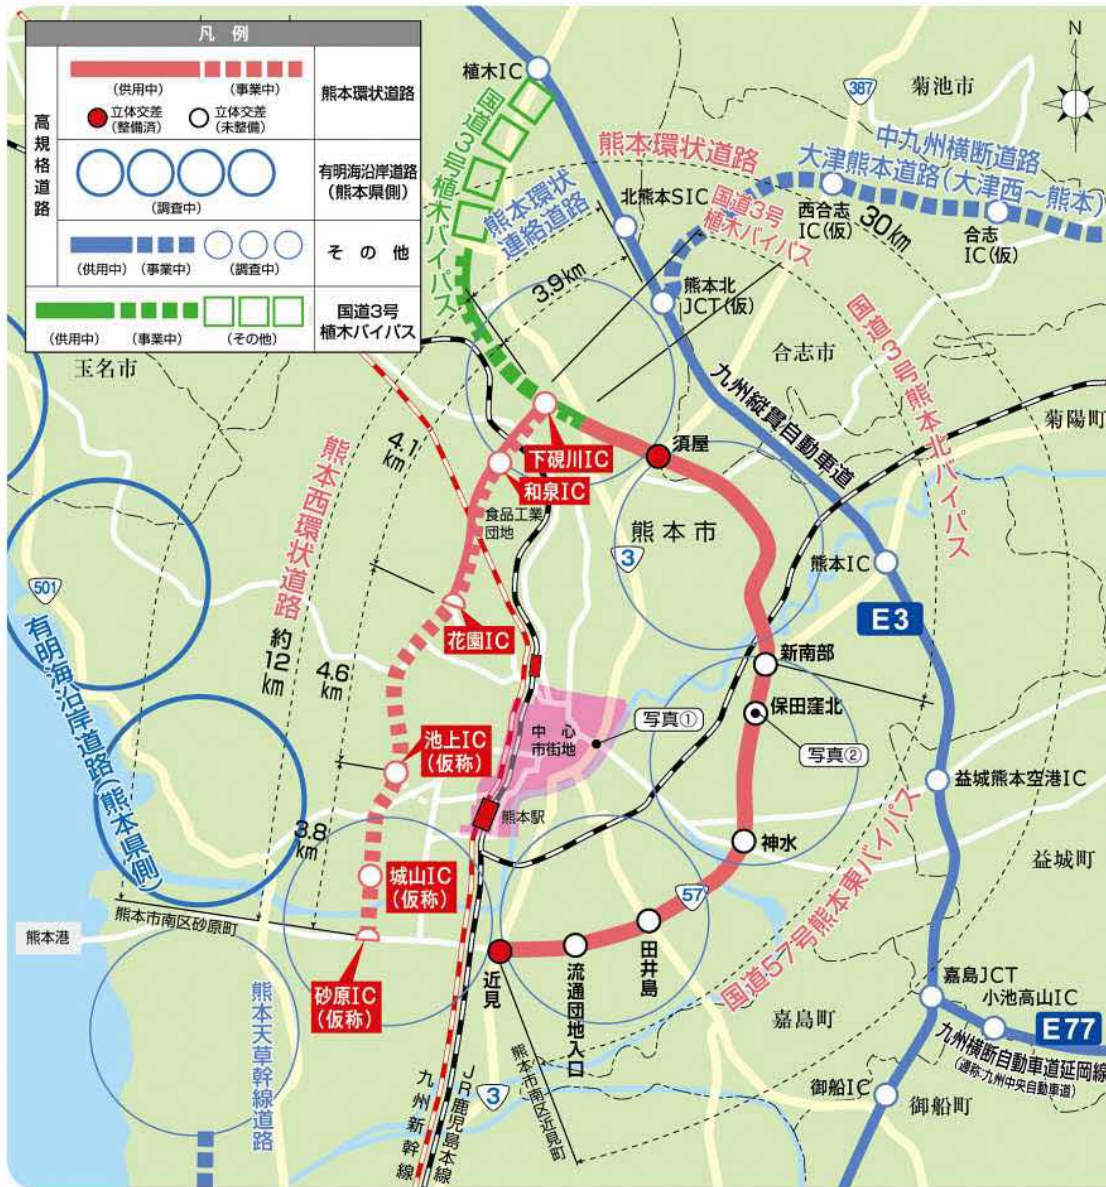 凡例
高規格道路
(供用中)
(事業中)
熊本環状道路
立体交差
(整備済)
立体交差
(未整備)
有明海沿岸道路
(熊本県側)
(調査中)
その他
(供用中)
(事業中)
(調査中)
国道3号
植木バイパス
(供用中)
(事業中)
(その他)
N
植木IC
387
菊池市
国道3号植木バイパス
熊本環状道路
中九州横断道路
大津熊本道路(大津西~熊本)
熊本環状
連絡道路
北熊本SIC
国道3号
植木バイパス
西合志
IC(仮)
30km
合志
IC(仮)
3.9km
熊本北
JCT(仮)
玉名市
合志市
国道3号熊本北バイパス
九州縦貫自動車道
菊陽町
4.1
km
熊本西環状道路
下硯川IC
須屋
和泉IC
食品工業
団地
熊本市
3
熊本IC
501
E3
花園IC
有明海沿岸道路(熊本県側)
約
12
km
4.6
km
新南部
保田窪北
写真①
写真②
中心
市街地
池上IC
(仮称)
益城熊本空港IC
熊本駅
3.8
km
神水
国道57号熊本東バイパス
益城町
城山IC
(仮称)
57
熊本市南区砂原町
熊本港
砂原IC
(仮称)
近見
流通団地入口
田井島
嘉島JCT
小池高山IC
嘉島町
E77
九州横断自動車道延岡線
(通称:九州中央自動車道)
熊本天草幹線道路
熊本市南区近見町
3
御船IC
御船町
九州新幹線
JR鹿児島本線